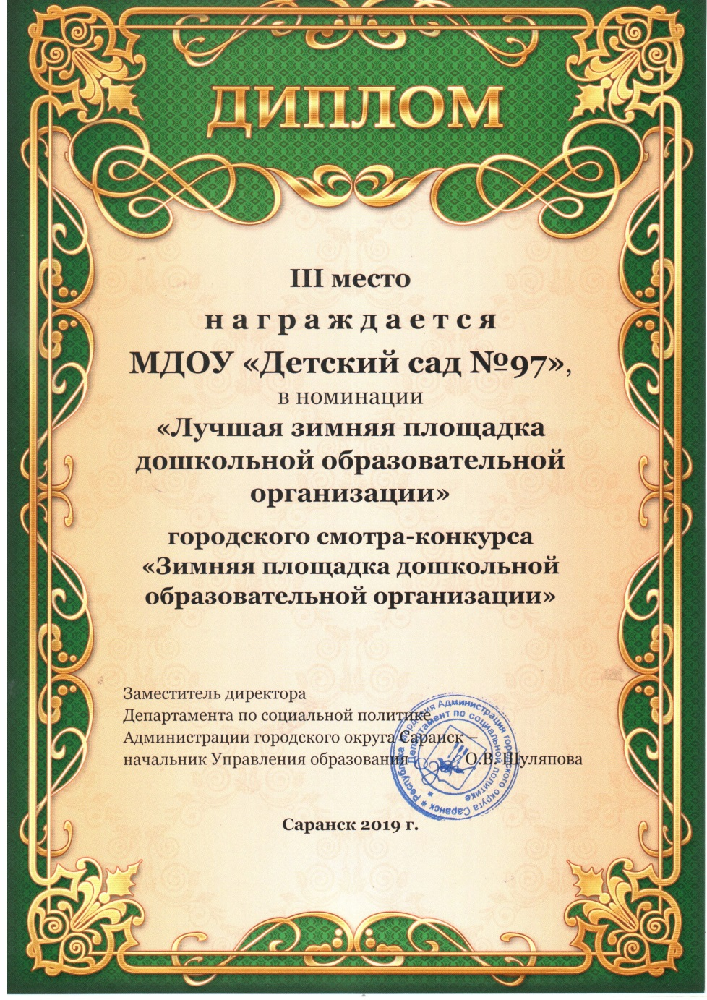 ДИПЛОМ
III место
награждается
МДОУ «Детский сад №97»,
в номинации
«Лучшая зимняя площадка
дошкольной образовательной
организации»
городского смотра-конкурса
«Зимняя площадка дошкольной
образовательной организации»
Заместитель директора
Департамента по социальной политике
Администрации городского округа Саранск –
начальник Управления образования О.В. Шуляпова
Республика Мордовия Администрация городского округа Саранск *
Департамент по социальной политике *
Саранск 2019 г.